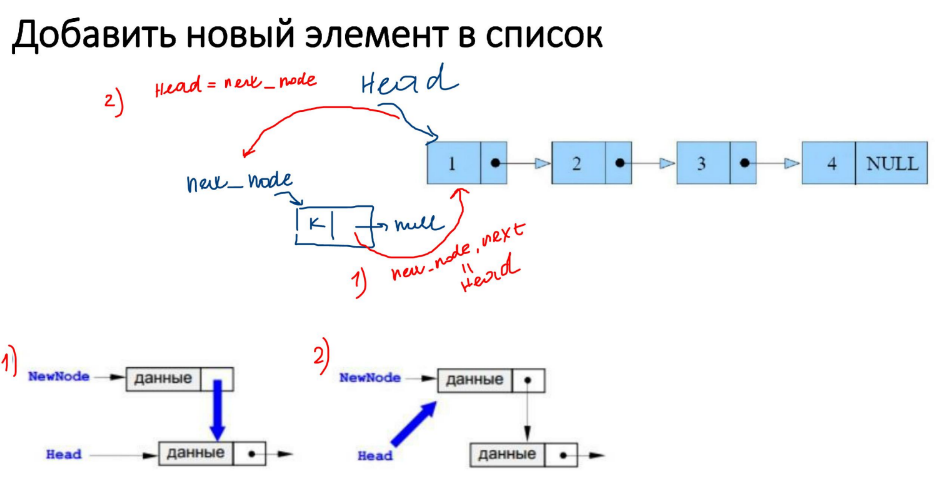 Добавить новый элемент в список
2) Head = new_node
Head
1 2 3 4 NULL
new_node
K null
1) new_node.next
=
Head
1)
NewNode данные
Head данные
2)
NewNode данные
Head данные